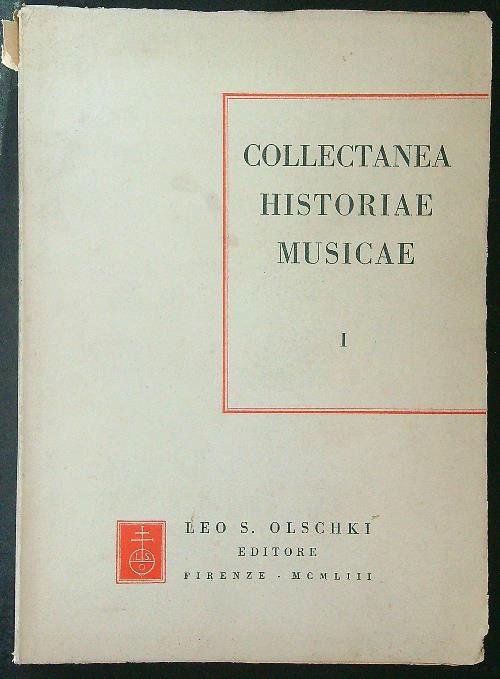 COLLECTANEA
HISTORIAE
MUSICAE
I
LEO S. OLSCHKI
EDITORE
FIRENZE - MCMLIII
L S
O